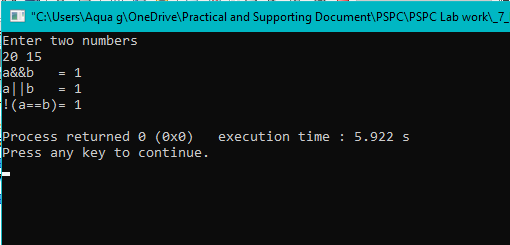 "C:\Users\Aqua g\OneDrive\Practical and Supporting Document\PSPC\PSPC Lab work\_7_
Enter two numbers
20 15
a&&b   = 1
a||b   = 1
!(a==b)= 1
Process returned 0 (0x0)   execution time : 5.922 s
Press any key to continue.